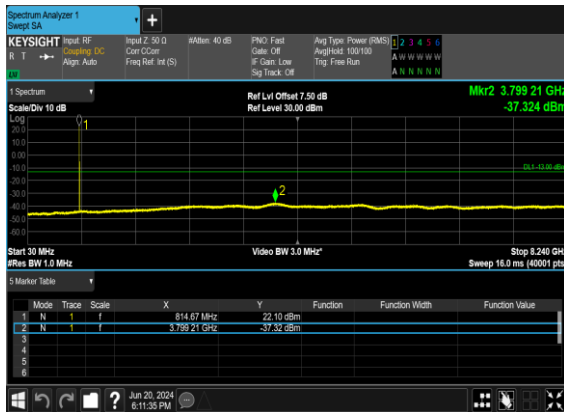 Spectrum Analyzer 1
Swept SA
+
KEYSIGHT Input: RF Input Z: 50 Ω #Atten: 40 dB PNO: Fast Avg Type: Power (RMS) 1 2 3 4 5 6
R T Coupling: DC Corr CCorr Gate: Off Avg|Hold: 100/100 A W W W W W
Align: Auto Freq Ref: Int (S) IF Gain: Low Trig: Free Run
LW Sig Track: Off A N N N N N
1 Spectrum
Scale/Div 10 dB
Ref Lvl Offset 7.50 dB
Ref Level 30.00 dBm
Mkr2 3.799 21 GHz
-37.324 dBm
Log
20.0
10.0
0.00
-10.0
-20.0
-30.0
-40.0
-50.0
-60.0
1
2
DL1 -13.00 dBm
Start 30 MHz Video BW 3.0 MHz* Stop 8.240 GHz
#Res BW 1.0 MHz Sweep 16.0 ms (40001 pts)
5 Marker Table
Mode Trace Scale X Y Function Function Width Function Value
1 N 1 f 814.67 MHz 22.10 dBm
2 N 1 f 3.799 21 GHz -37.32 dBm
3
4
5
6
?
Jun 20, 2024
6:11:35 PM